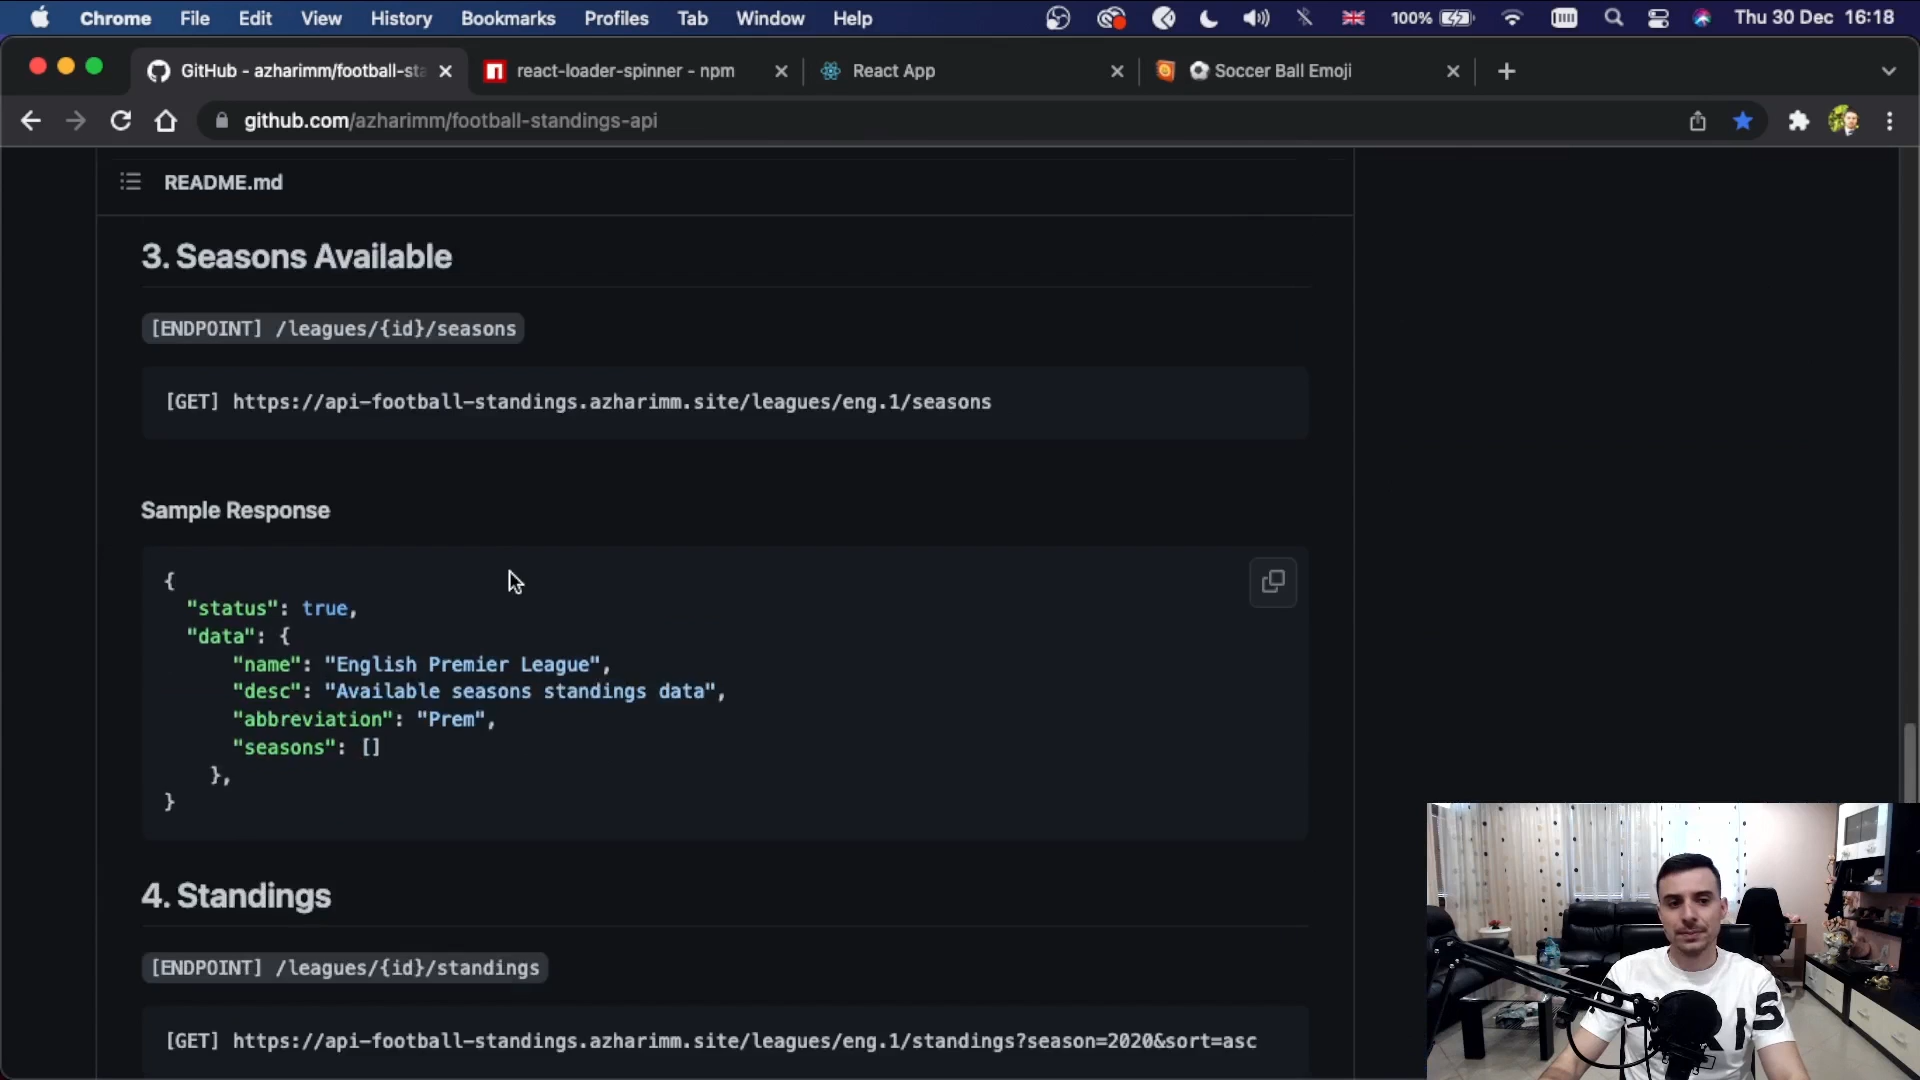 Chrome File Edit View History Bookmarks Profiles Tab Window Help 100% Thu 30 Dec 16:18
GitHub - azharimm/football-sta react-loader-spinner - npm React App Soccer Ball Emoji
github.com/azharimm/football-standings-api
README.md
3. Seasons Available
[ENDPOINT] /leagues/{id}/seasons
[GET] https://api-football-standings.azharimm.site/leagues/eng.1/seasons
Sample Response
{
"status": true,
"data": {
"name": "English Premier League",
"desc": "Available seasons standings data",
"abbreviation": "Prem",
"seasons": []
},
}
4. Standings
[ENDPOINT] /leagues/{id}/standings
[GET] https://api-football-standings.azharimm.site/leagues/eng.1/standings?season=2020&sort=asc